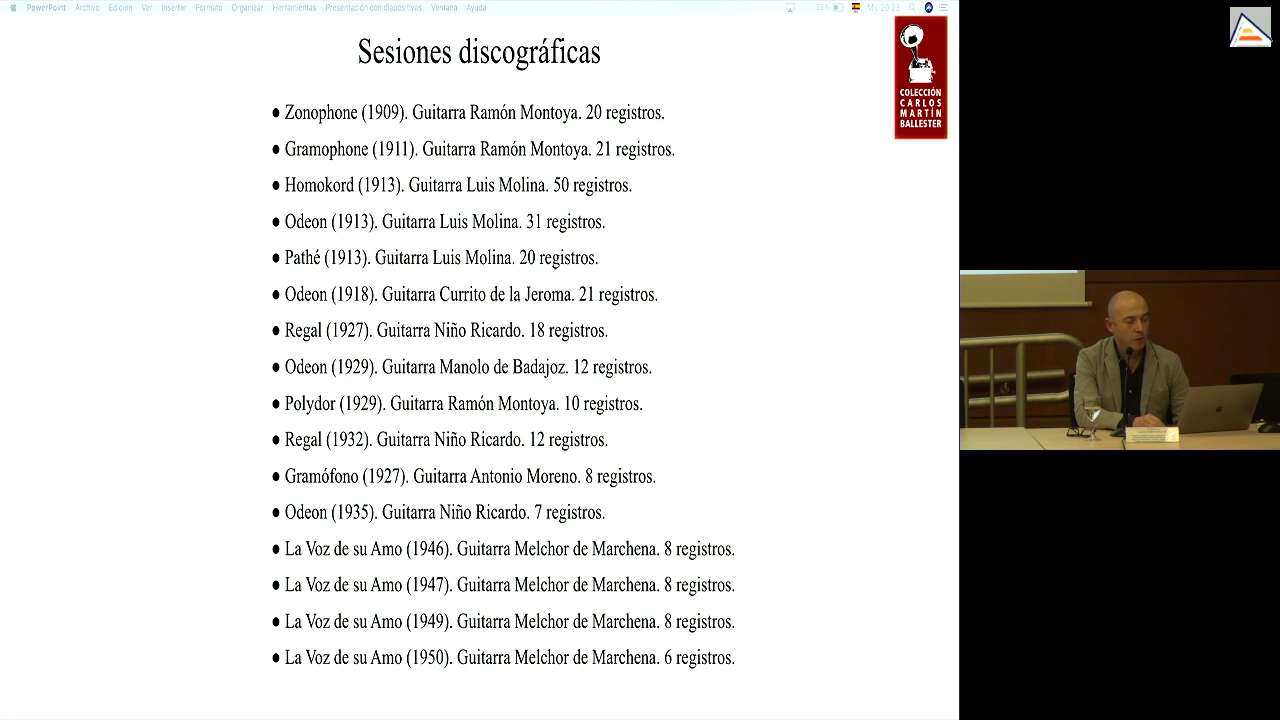 PowerPoint Archivo Edición Ver Insertar Formato Organizar Herramientas Presentación con diapositivas Ventana Ayuda
Sesiones discográficas
COLECCIÓN
CARLOS
MARTÍN
BALLESTER
● Zonophone (1909). Guitarra Ramón Montoya. 20 registros.
● Gramophone (1911). Guitarra Ramón Montoya. 21 registros.
● Homokord (1913). Guitarra Luis Molina. 50 registros.
● Odeon (1913). Guitarra Luis Molina. 31 registros.
● Pathé (1913). Guitarra Luis Molina. 20 registros.
● Odeon (1918). Guitarra Currito de la Jeroma. 21 registros.
● Regal (1927). Guitarra Niño Ricardo. 18 registros.
● Odeon (1929). Guitarra Manolo de Badajoz. 12 registros.
● Polydor (1929). Guitarra Ramón Montoya. 10 registros.
● Regal (1932). Guitarra Niño Ricardo. 12 registros.
● Gramófono (1927). Guitarra Antonio Moreno. 8 registros.
● Odeon (1935). Guitarra Niño Ricardo. 7 registros.
● La Voz de su Amo (1946). Guitarra Melchor de Marchena. 8 registros.
● La Voz de su Amo (1947). Guitarra Melchor de Marchena. 8 registros.
● La Voz de su Amo (1949). Guitarra Melchor de Marchena. 8 registros.
● La Voz de su Amo (1950). Guitarra Melchor de Marchena. 6 registros.